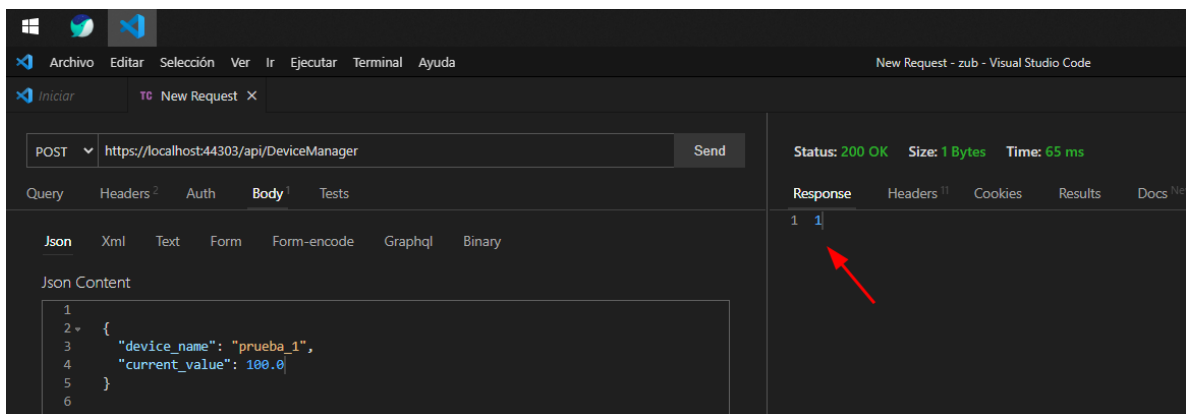 Archivo Editar Selección Ver Ir Ejecutar Terminal Ayuda
New Request - zub - Visual Studio Code
Iniciar
TC New Request ×
POST https://localhost:44303/api/DeviceManager Send
Status: 200 OK Size: 1 Bytes Time: 65 ms
Query Headers 2 Auth Body 1 Tests
Response Headers 11 Cookies Results Docs
1 1
Json Xml Text Form Form-encode Graphql Binary
Json Content
1
2 {
3 "device_name": "prueba_1",
4 "current_value": 100.0
5 }
6